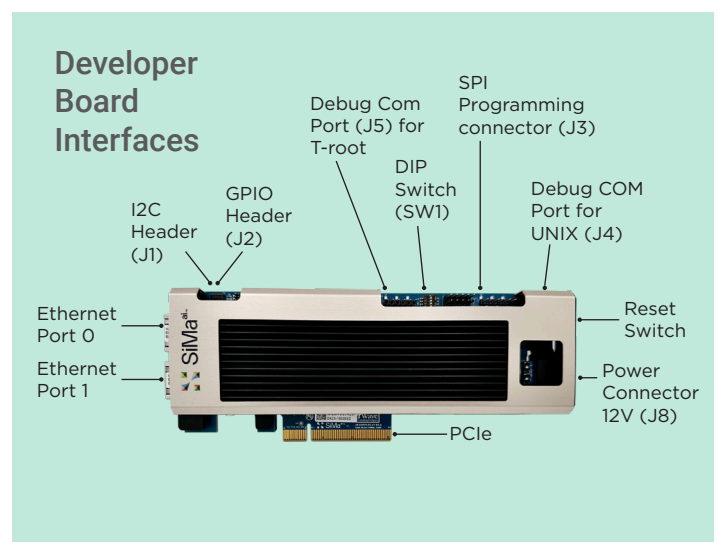 Developer
Board
Interfaces
SPI
Programming
connector (J3)
Debug Com
Port (J5) for
T-root
DIP
Switch
(SW1)
Debug COM
Port for
UNIX (J4)
GPIO
Header
(J2)
I2C
Header
(J1)
Ethernet
Port 0
Ethernet
Port 1
SiMa ai
Reset
Switch
Power
Connector
12V (J8)
PCIe